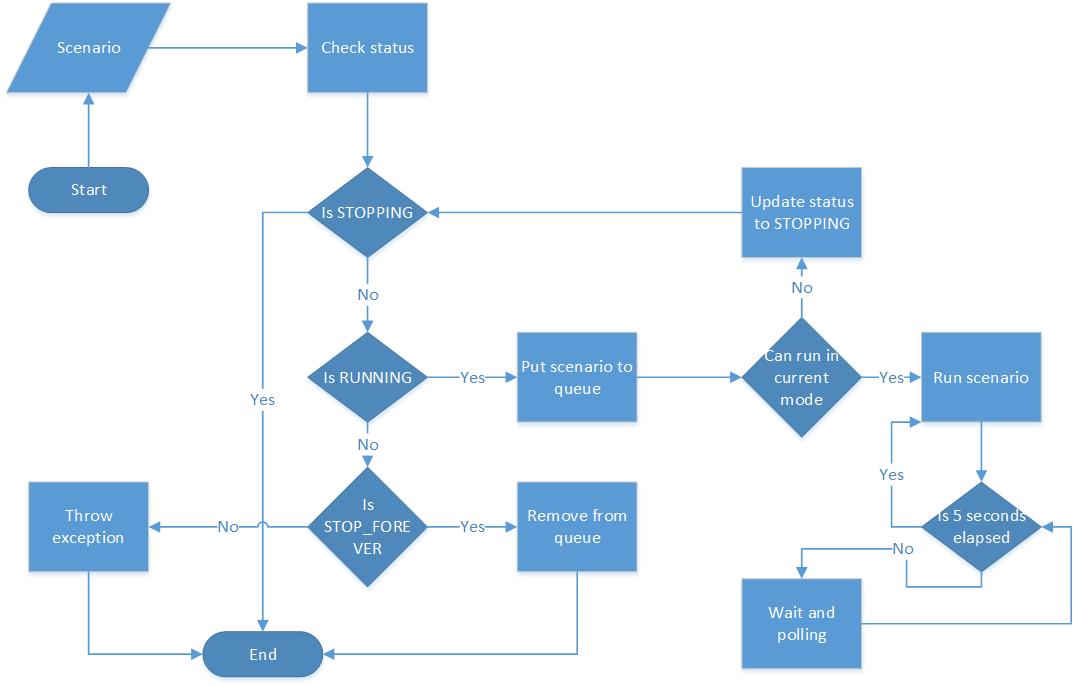 Scenario
Check status
Start
Is STOPPING
Update status
to STOPPING
No
No
Is RUNNING
Yes
Put scenario to
queue
Can run in
current
mode
Yes
Run scenario
Yes
No
Yes
Throw
exception
No
Is
STOP_FORE
VER
Yes
Remove from
queue
Is 5 seconds
elapsed
No
Wait and
polling
End